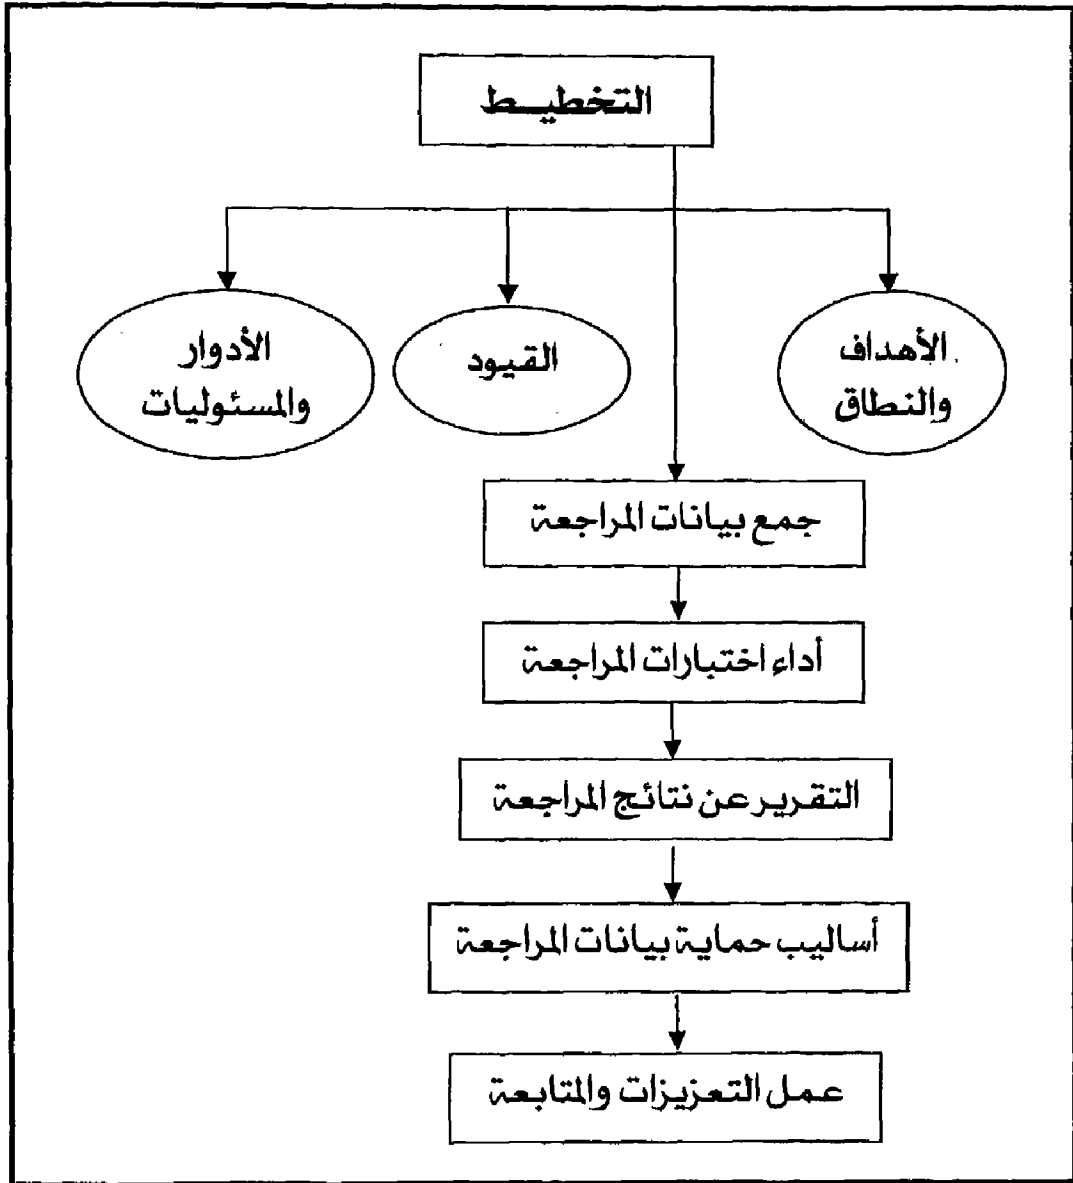 التخطيط
الأهداف
والنطاق
القيود
الأدوار
والمسئوليات
جمع بيانات المراجعة
أداء اختبارات المراجعة
التقرير عن نتائج المراجعة
أساليب حماية بيانات المراجعة
عمل التعزيزات والمتابعة